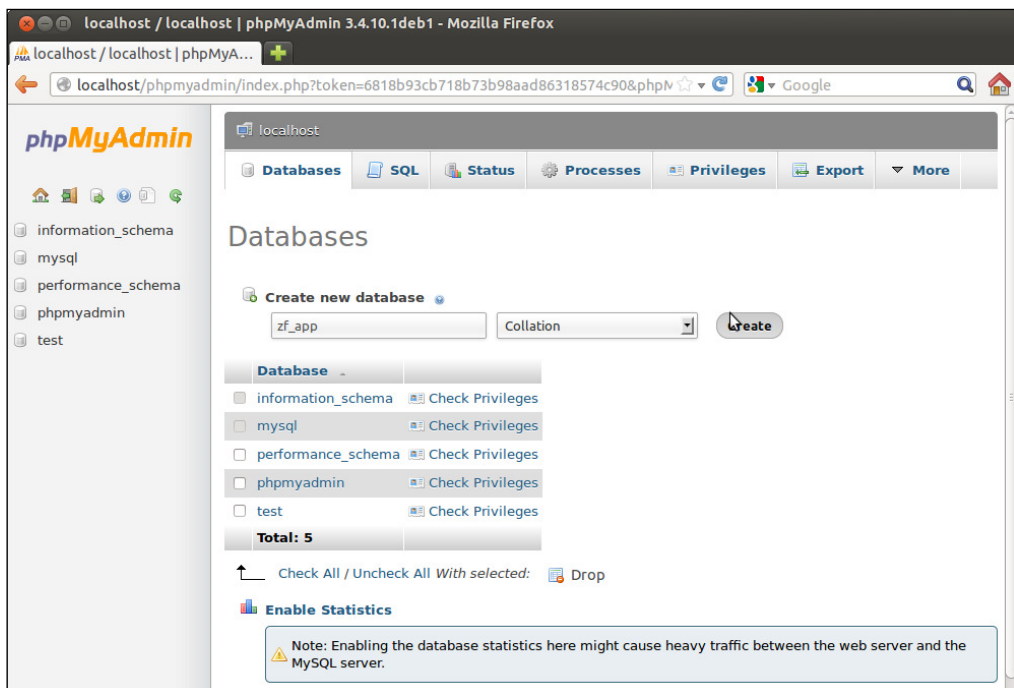 localhost / localhost | phpMyAdmin 3.4.10.1deb1 - Mozilla Firefox
localhost / localhost | phpMyA...
localhost/phpmyadmin/index.php?token=6818b93cb718b73b98aad86318574c90&phpM
Google
phpMyAdmin
localhost
Databases SQL Status Processes Privileges Export More
information_schema
mysql
performance_schema
phpmyadmin
test
Databases
Create new database
zf_app Collation Create
Database
information_schema Check Privileges
mysql Check Privileges
performance_schema Check Privileges
phpmyadmin Check Privileges
test Check Privileges
Total: 5
Check All / Uncheck All With selected: Drop
Enable Statistics
Note: Enabling the database statistics here might cause heavy traffic between the web server and the
MySQL server.